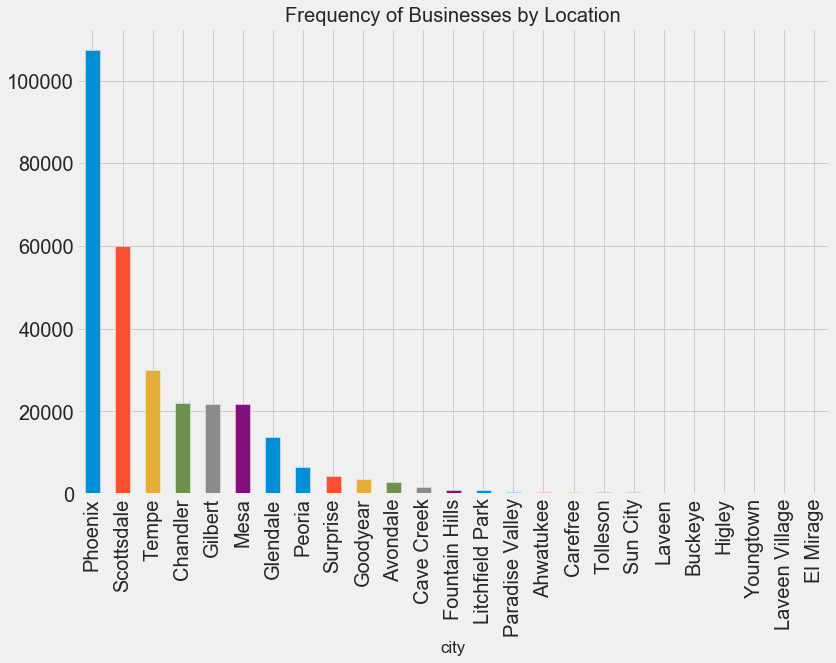 Frequency of Businesses by Location
100000
80000
60000
40000
20000
0
Phoenix
Scottsdale
Tempe
Chandler
Gilbert
Mesa
Glendale
Peoria
Surprise
Goodyear
Avondale
Cave Creek
Fountain Hills
Litchfield Park
Paradise Valley
Ahwatukee
Carefree
Tolleson
Sun City
Laveen
Buckeye
Higley
Youngtown
Laveen Village
El Mirage
city